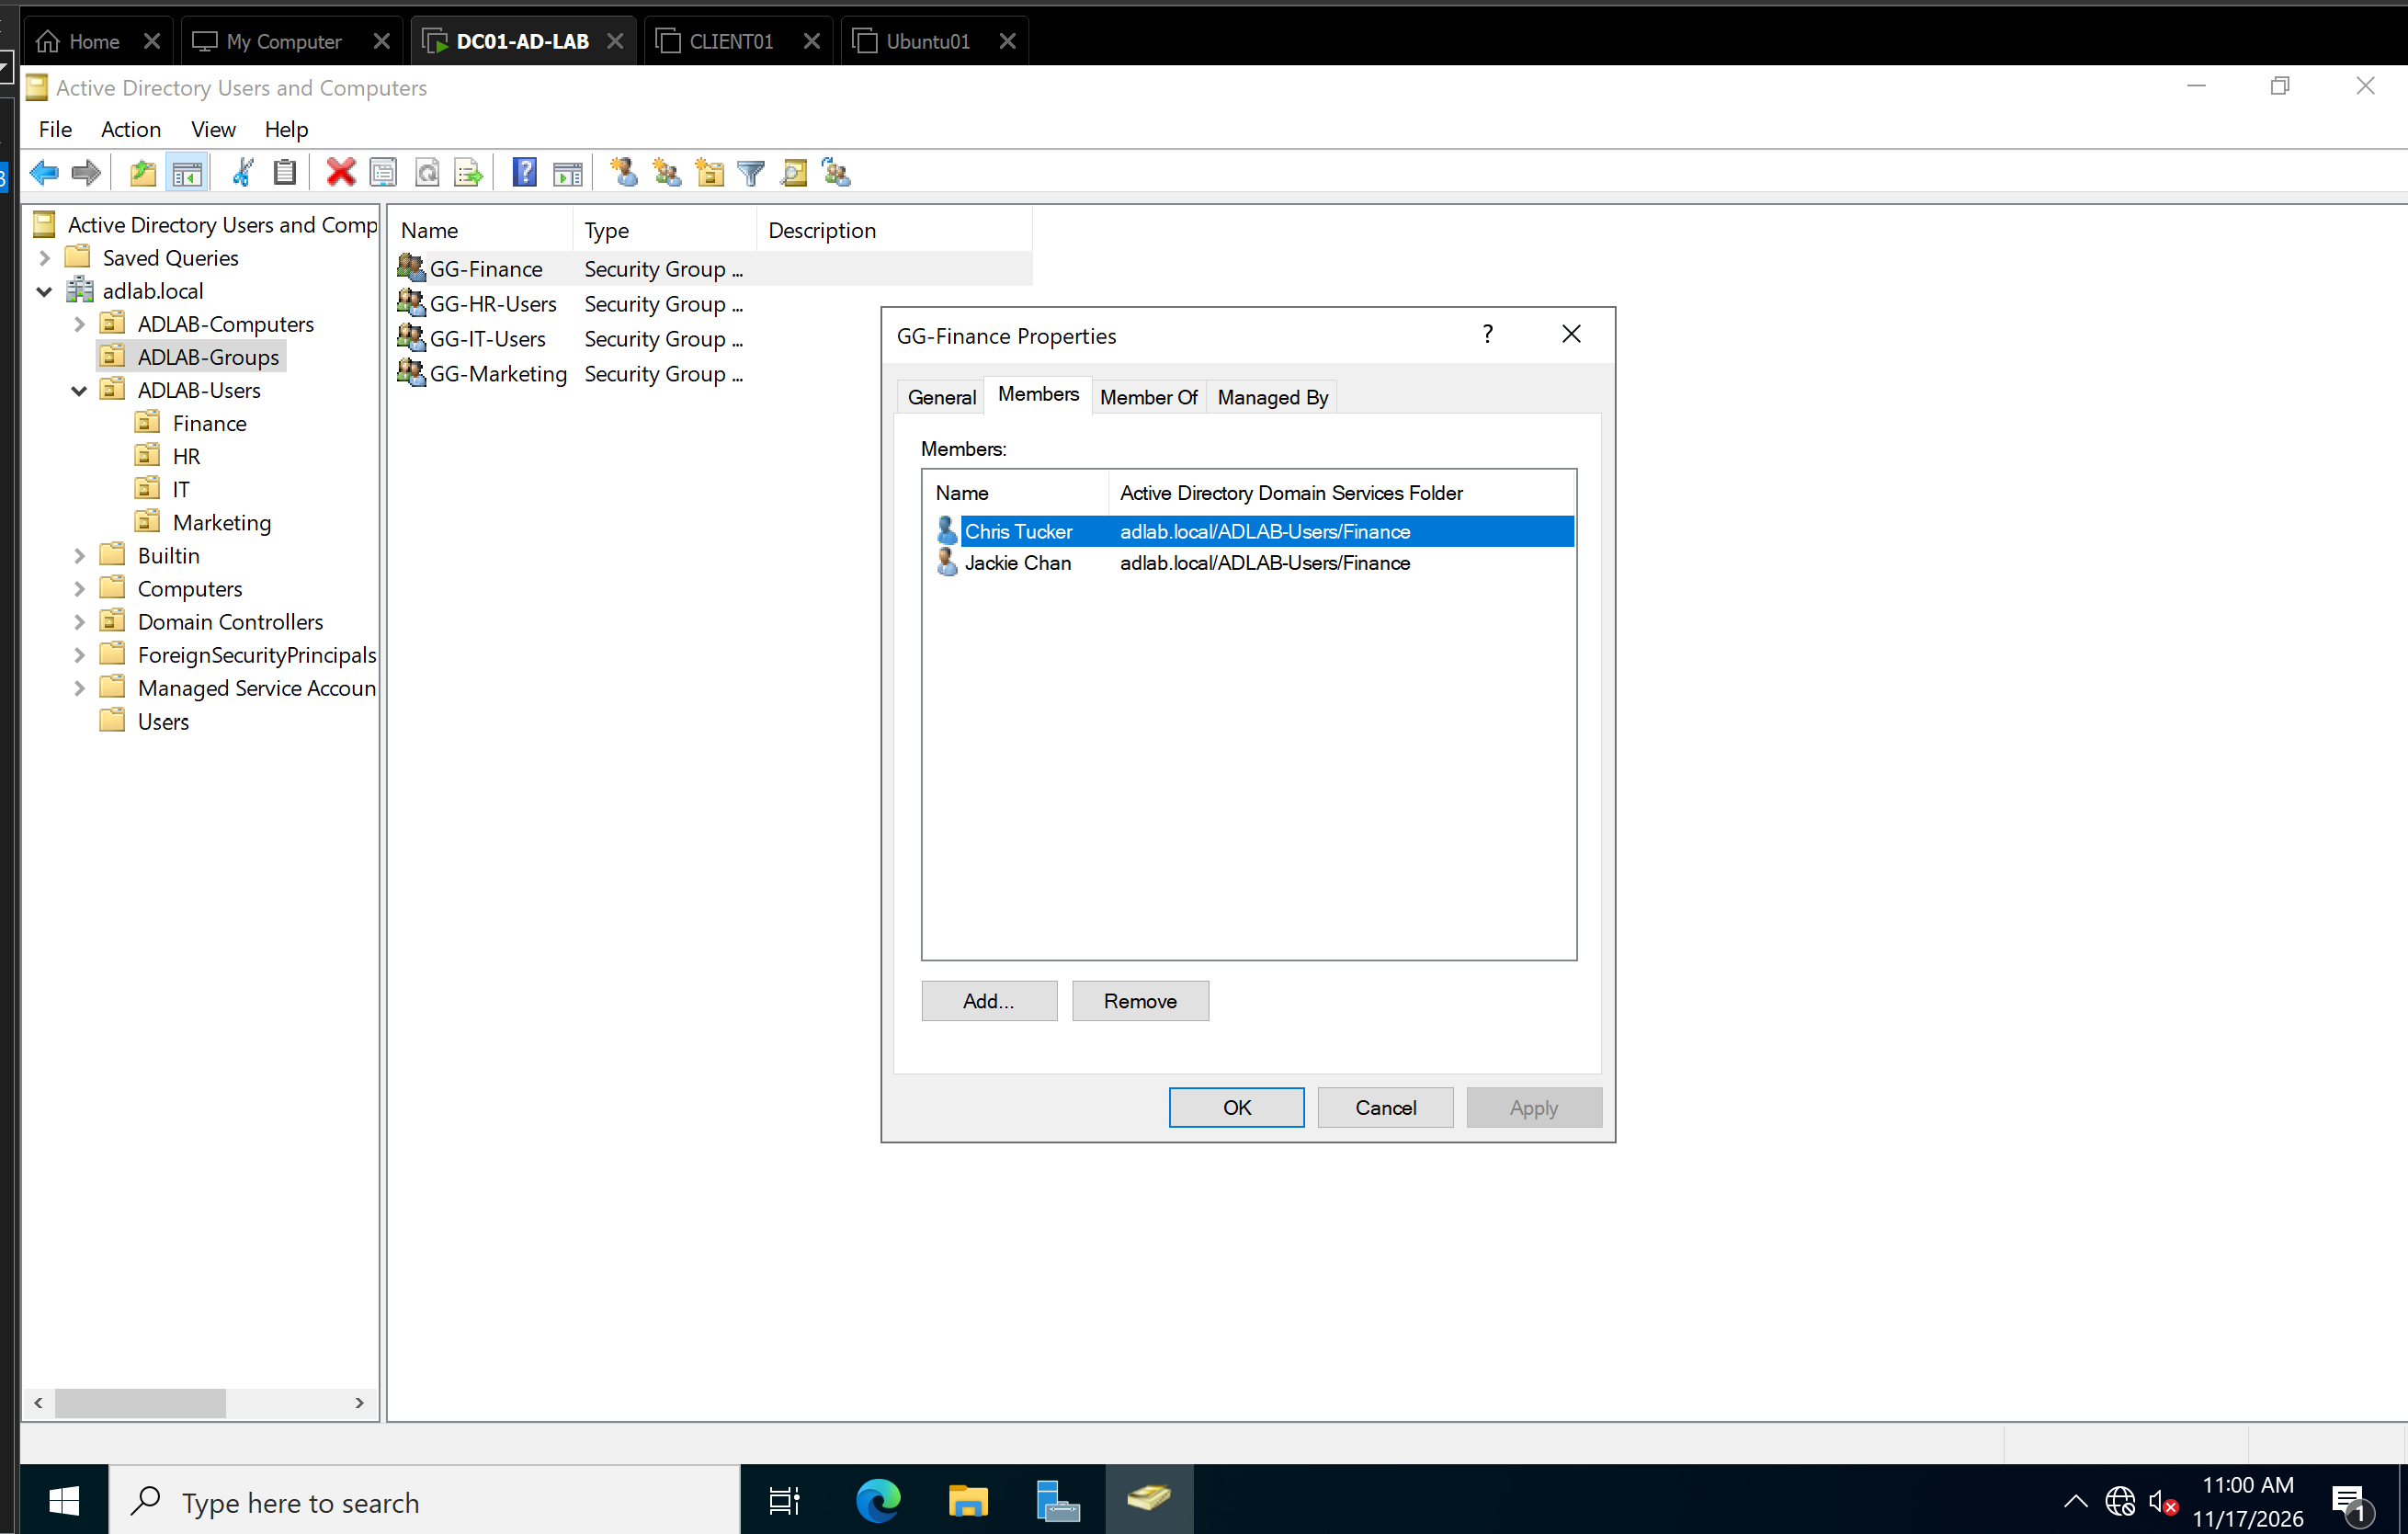 Home
My Computer
DC01-AD-LAB
CLIENT01
Ubuntu01
Active Directory Users and Computers
File Action View Help
Active Directory Users and Comp
Saved Queries
adlab.local
ADLAB-Computers
ADLAB-Groups
ADLAB-Users
Finance
HR
IT
Marketing
Builtin
Computers
Domain Controllers
ForeignSecurityPrincipals
Managed Service Accoun
Users
Name Type Description
GG-Finance Security Group ...
GG-HR-Users Security Group ...
GG-IT-Users Security Group ...
GG-Marketing Security Group ...
GG-Finance Properties
?
General Members Member Of Managed By
Members:
Name Active Directory Domain Services Folder
Chris Tucker adlab.local/ADLAB-Users/Finance
Jackie Chan adlab.local/ADLAB-Users/Finance
Add... Remove
OK Cancel Apply
Type here to search
11:00 AM
11/17/2026
1